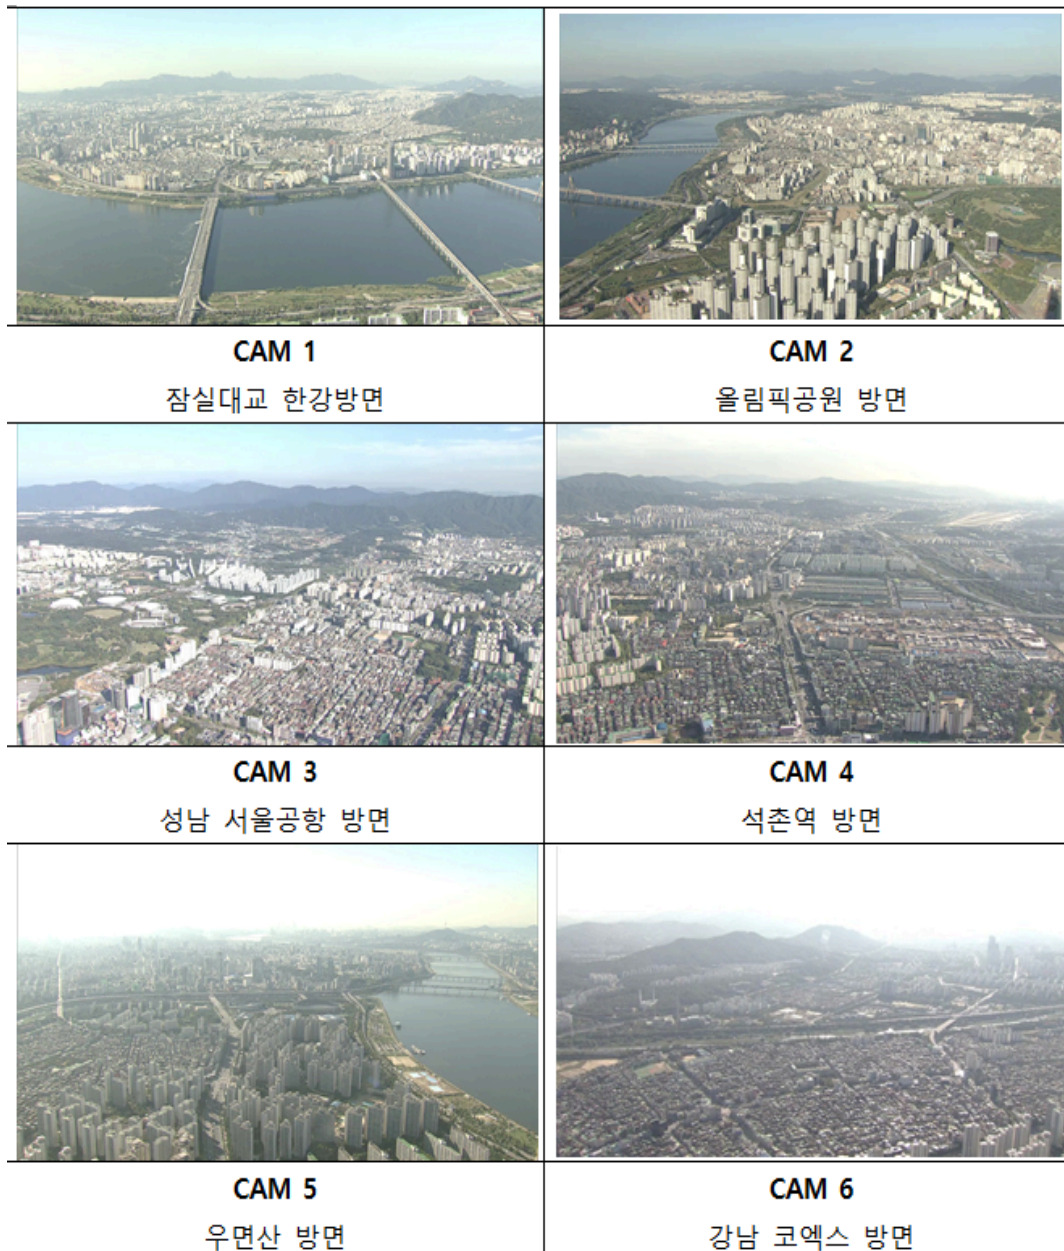 CAM 1
잠실대교 한강방면
CAM 2
올림픽공원 방면
CAM 3
성남 서울공항 방면
CAM 4
석촌역 방면
CAM 5
우면산 방면
CAM 6
강남 코엑스 방면